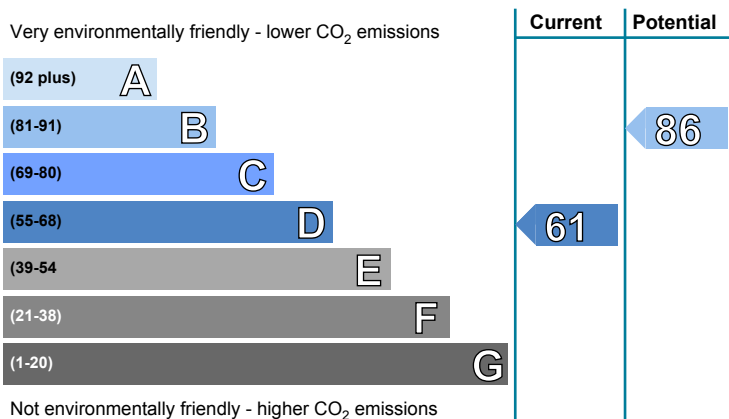 Current Potential
Very environmentally friendly - lower CO₂ emissions
(92 plus) A
(81-91) B 86
(69-80) C
(55-68) D 61
(39-54 E
(21-38) F
(1-20) G
Not environmentally friendly - higher CO₂ emissions